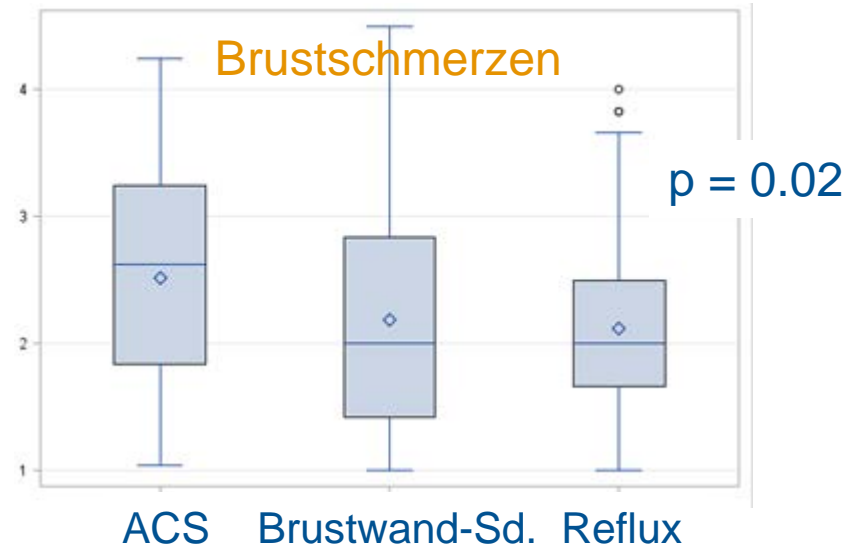 Brustschmerzen
4
3
2
1
p = 0.02
ACS Brustwand-Sd. Reflux